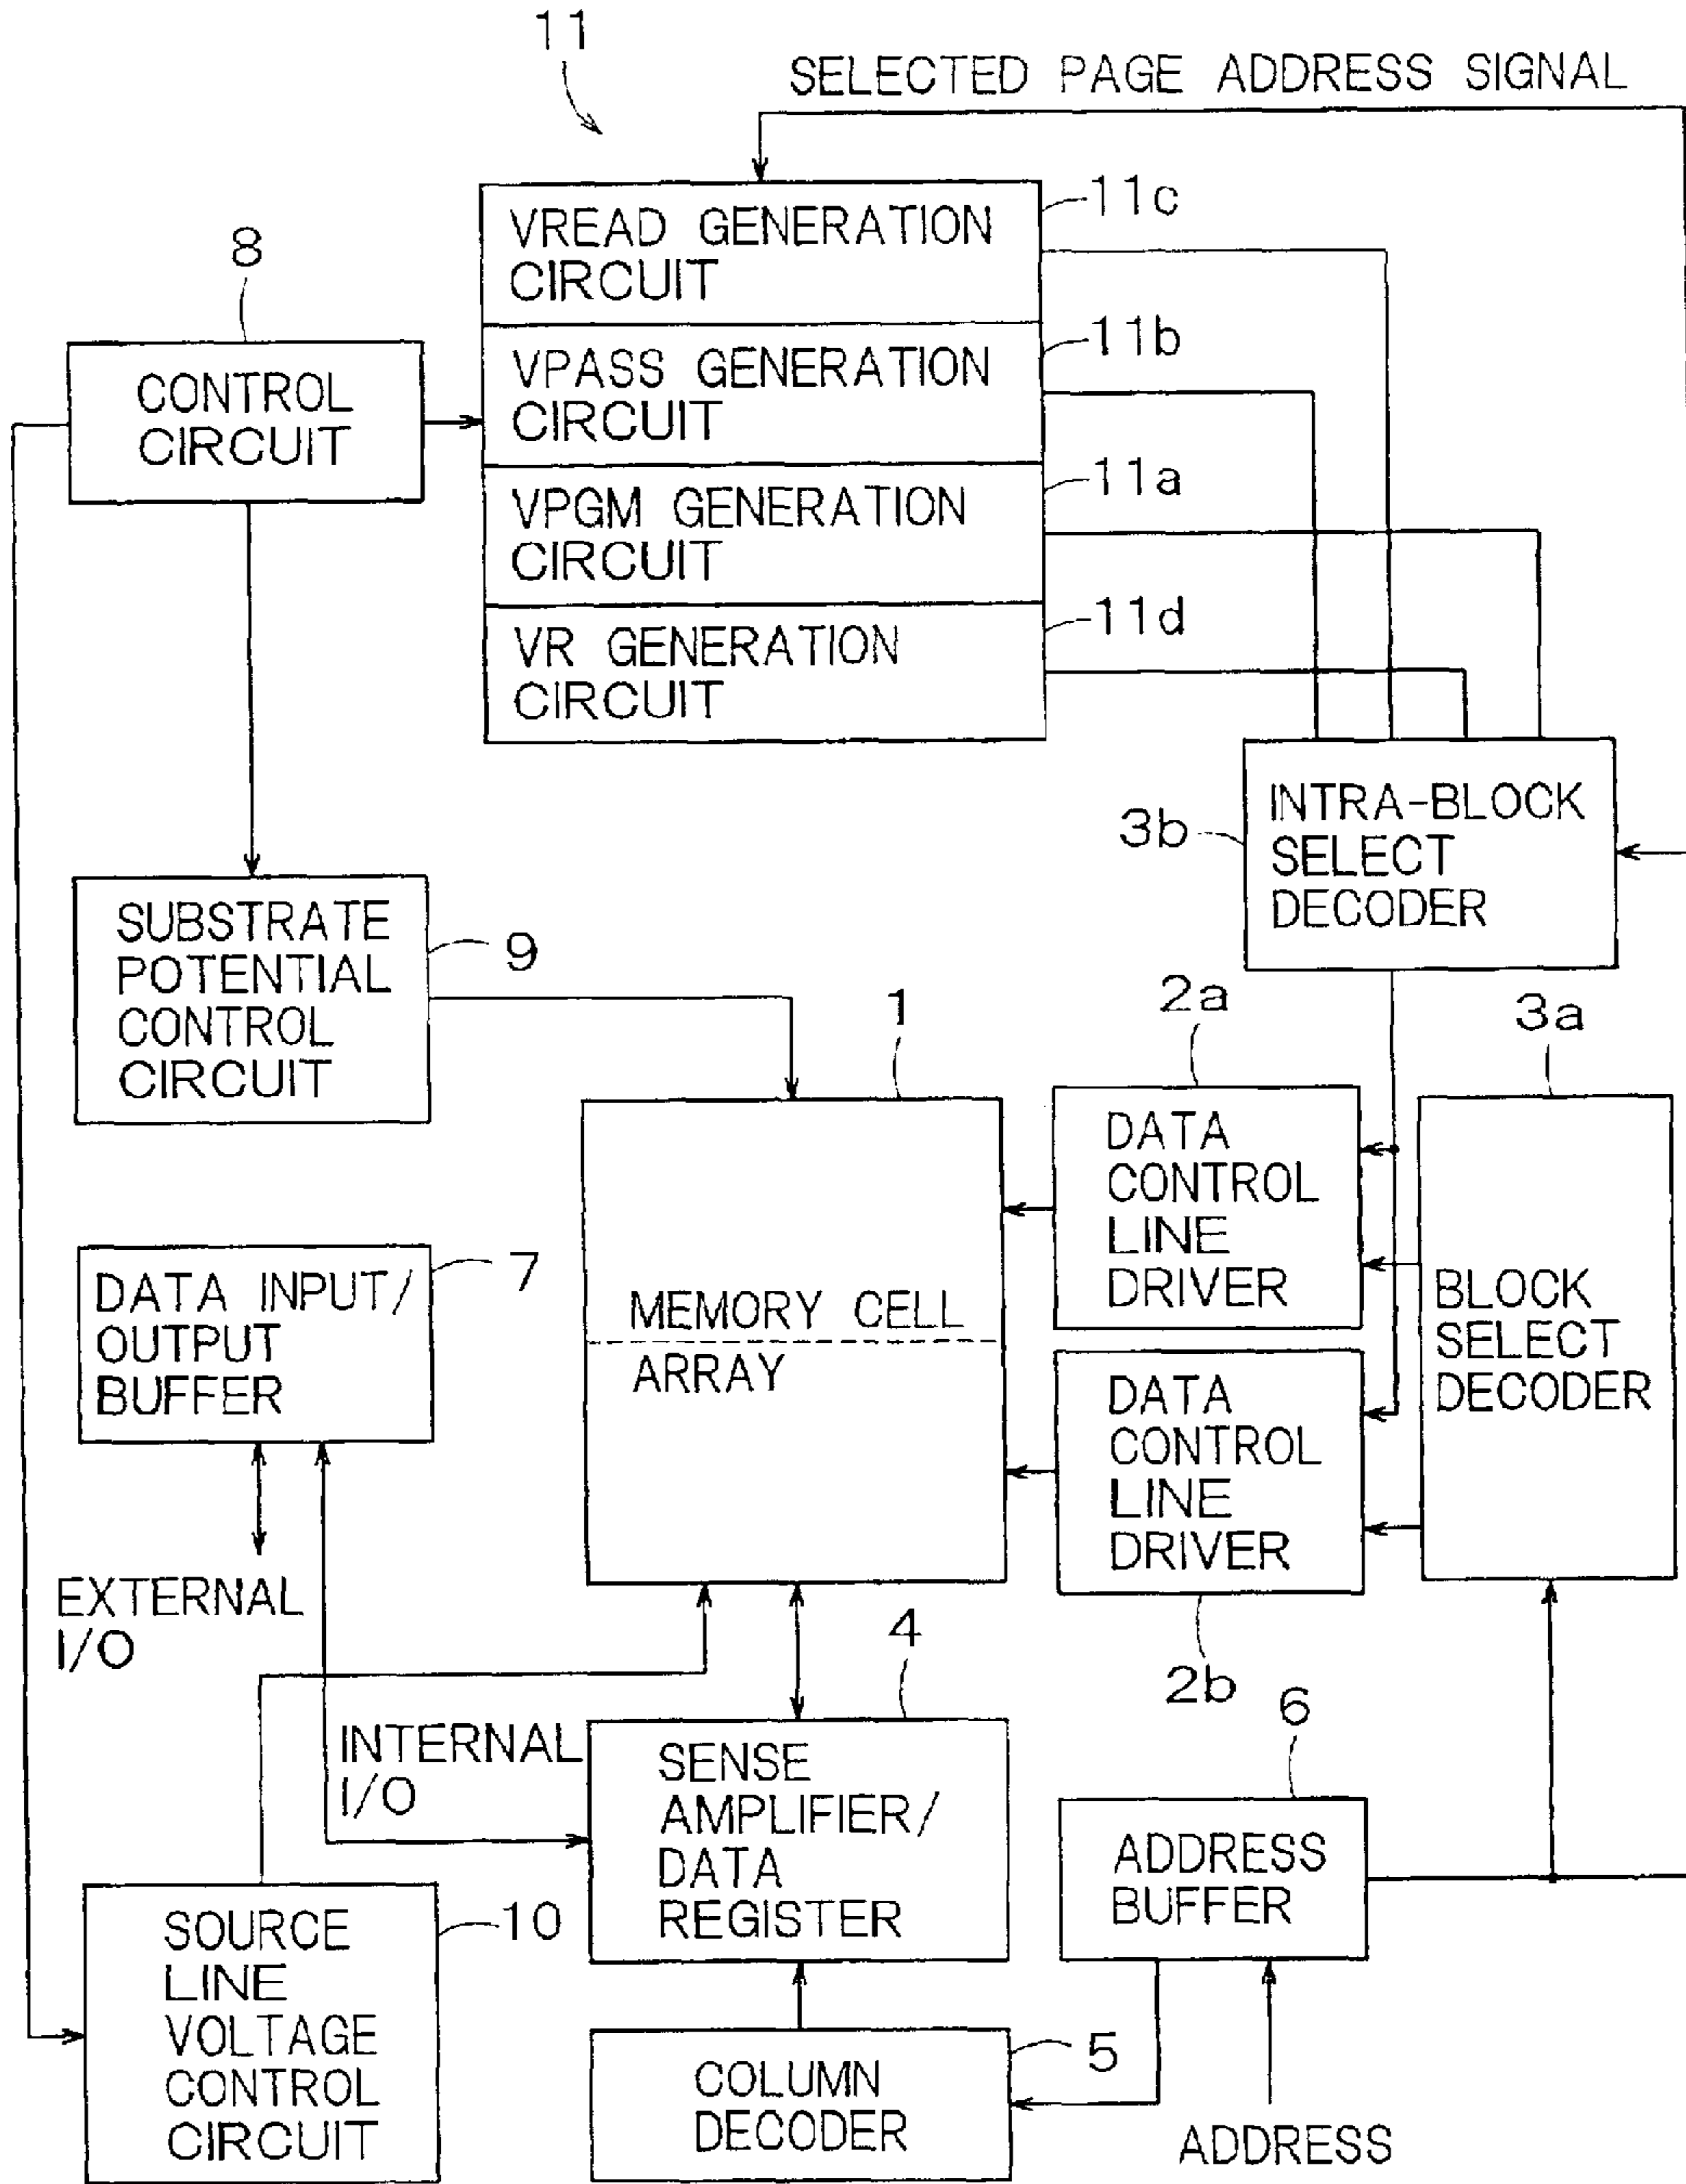 11
SELECTED PAGE ADDRESS SIGNAL
VREAD GENERATION
CIRCUIT
11c
8
CONTROL
CIRCUIT
VPASS GENERATION
CIRCUIT
11b
VPGM GENERATION
CIRCUIT
11a
VR GENERATION
CIRCUIT
11d
3b
INTRA-BLOCK
SELECT
DECODER
SUBSTRATE
POTENTIAL
CONTROL
CIRCUIT
9
1
2a
3a
DATA
CONTROL
LINE
DRIVER
DATA INPUT/
OUTPUT
BUFFER
7
MEMORY CELL
ARRAY
BLOCK
SELECT
DECODER
DATA
CONTROL
LINE
DRIVER
EXTERNAL
I/O
4
2b
6
INTERNAL
I/O
SENSE
AMPLIFIER/
DATA
REGISTER
ADDRESS
BUFFER
SOURCE
LINE
VOLTAGE
CONTROL
CIRCUIT
10
COLUMN
DECODER
5
ADDRESS